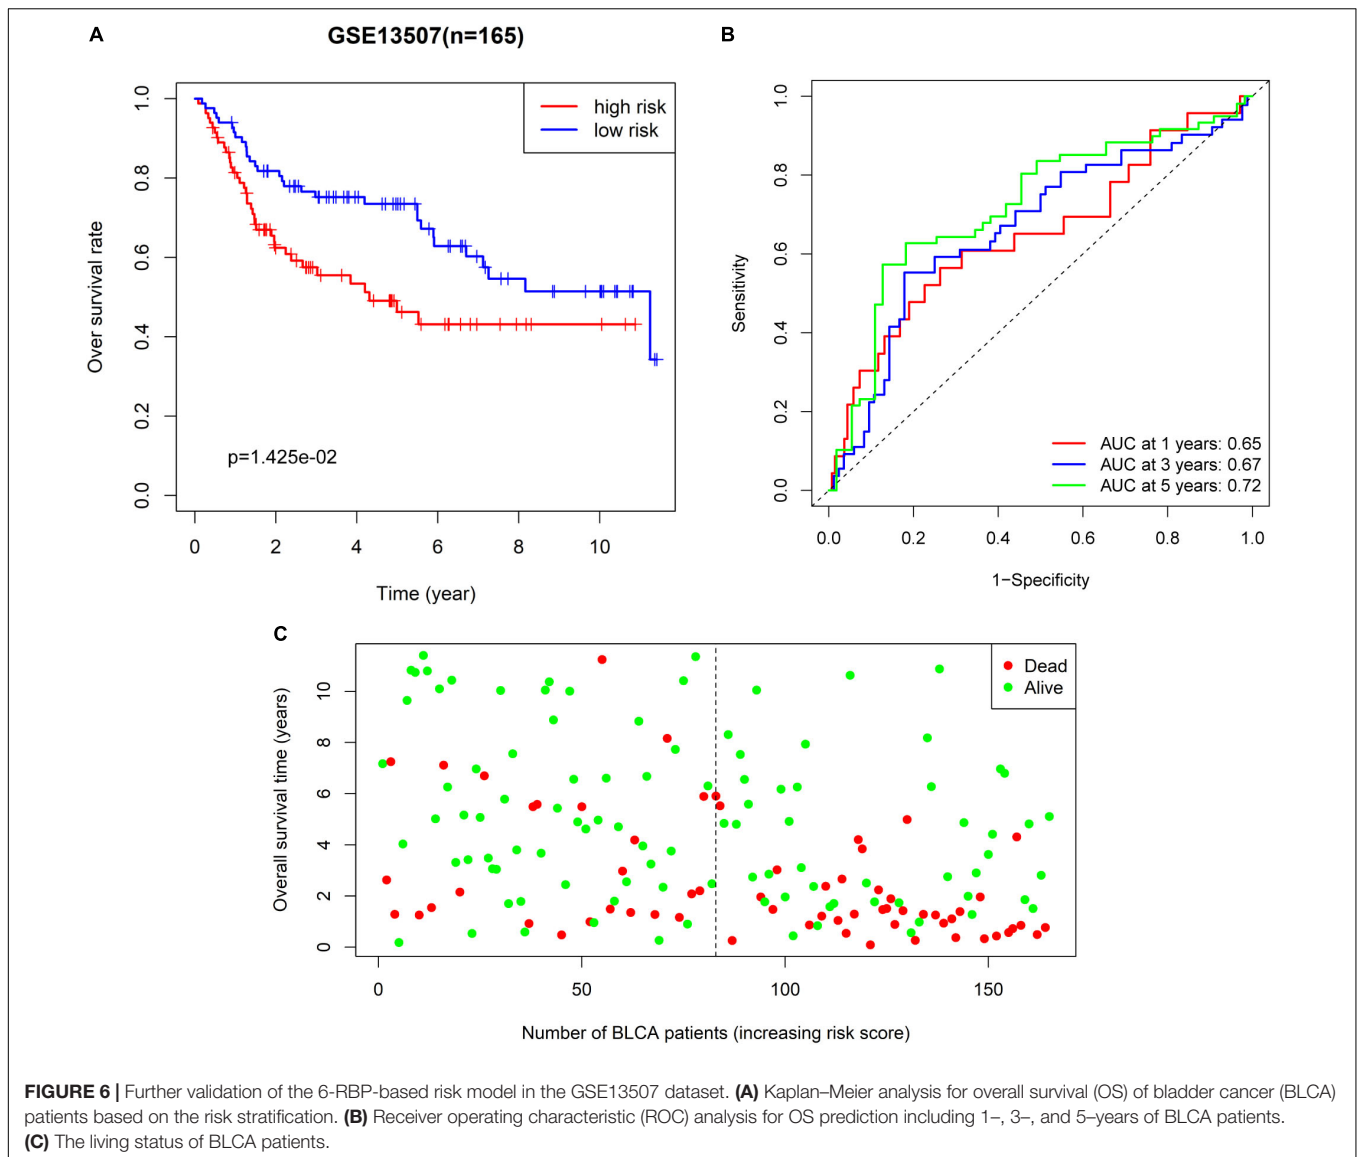 A
GSE13507(n=165)
high risk
low risk
Over survival rate
1.0
0.8
0.6
0.4
0.2
0.0
p=1.425e-02
0 2 4 6 8 10
Time (year)
B
Sensitivity
1.0
0.8
0.6
0.4
0.2
0.0
AUC at 1 years: 0.65
AUC at 3 years: 0.67
AUC at 5 years: 0.72
0.0 0.2 0.4 0.6 0.8 1.0
1−Specificity
C
Dead
Alive
Overall survival time (years)
10
8
6
4
2
0
0 50 100 150
Number of BLCA patients (increasing risk score)
FIGURE 6 | Further validation of the 6-RBP-based risk model in the GSE13507 dataset. (A) Kaplan–Meier analysis for overall survival (OS) of bladder cancer (BLCA)
patients based on the risk stratification. (B) Receiver operating characteristic (ROC) analysis for OS prediction including 1–, 3–, and 5–years of BLCA patients.
(C) The living status of BLCA patients.